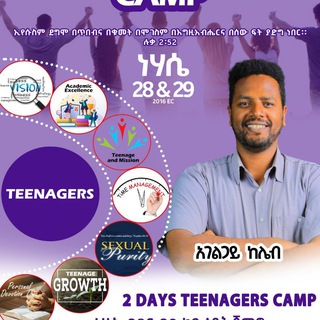 CAMP
ኢየሱስም ደግሞ በጥበብና በቁመት በሞገስም በእግዚአብሔርና በሰው ፊት ያድግ ነበር።
ሉቃ 2:52
ነሃሴ
28 & 29
2016 EC
VISION
Academic
Excellence
Teenage
and Mission
TIME MANAGEMENT
TEENAGERS
SEXUAL
Purity
አገልጋይ ከሌብ
Personal
Devotion
TEENAGE
GROWTH
2 DAYS TEENAGERS CAMP